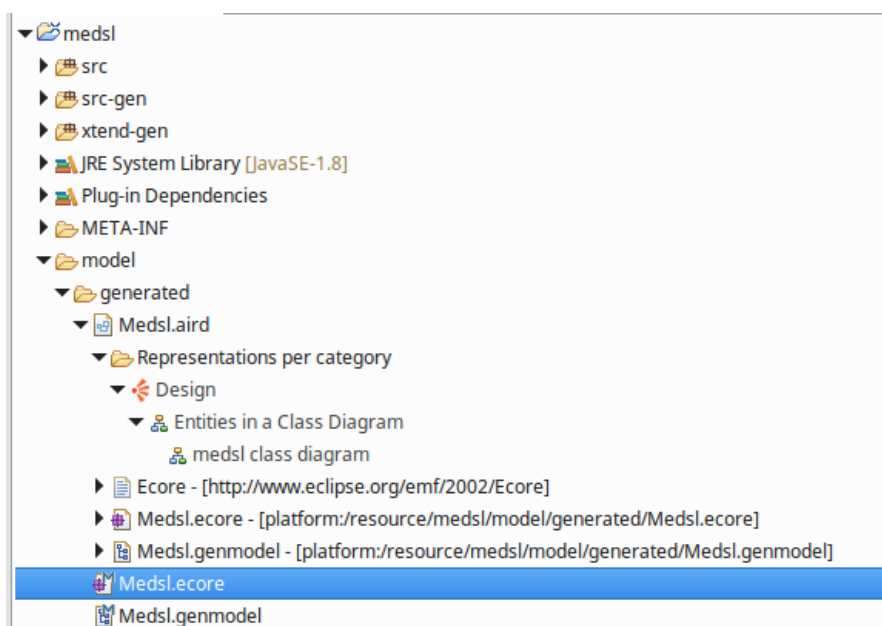 medsl
src
src-gen
xtend-gen
JRE System Library [JavaSE-1.8]
Plug-in Dependencies
META-INF
model
generated
Medsl.aird
Representations per category
Design
Entities in a Class Diagram
medsl class diagram
Ecore - [http://www.eclipse.org/emf/2002/Ecore]
Medsl.ecore - [platform:/resource/medsl/model/generated/Medsl.ecore]
Medsl.genmodel - [platform:/resource/medsl/model/generated/Medsl.genmodel]
Medsl.ecore
Medsl.genmodel